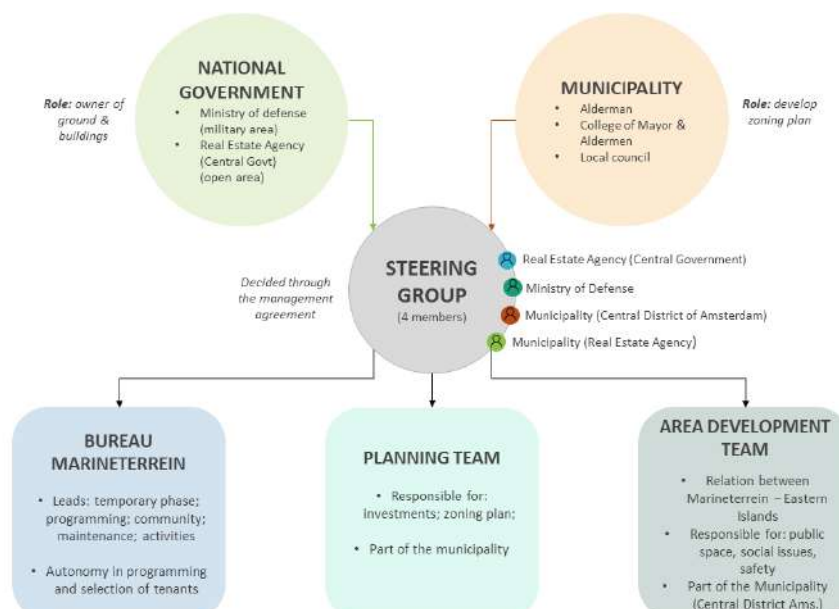 NATIONAL
GOVERNMENT
• Ministry of defense
(military area)
• Real Estate Agency
(Central Govt)
(open area)
Role: owner of
ground &
buildings
MUNICIPALITY
• Alderman
• College of Mayor &
Aldermen
• Local council
Role: develop
zoning plan
STEERING
GROUP
(4 members)
Decided through
the management
agreement
Real Estate Agency (Central Government)
Ministry of Defense
Municipality (Central District of Amsterdam)
Municipality (Real Estate Agency)
BUREAU
MARINETERREIN
• Leads: temporary phase;
programming; community;
maintenance; activities
• Autonomy in programming
and selection of tenants
PLANNING TEAM
• Responsible for:
investments; zoning plan;
• Part of the municipality
AREA DEVELOPMENT
TEAM
• Relation between
Marineterrein – Eastern
Islands
• Responsible for: public
space, social issues,
safety
• Part of the Municipality
(Central District Ams.)